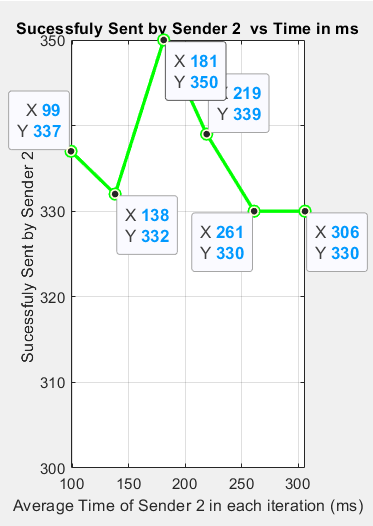 Sucessfuly Sent by Sender 2 vs Time in ms
350
X 181
Y 350
X 219
Y 339
X 99
Y 337
X 138
Y 332
X 261
Y 330
X 306
Y 330
330
320
310
300
100
150
200
250
300
Sucessfuly Sent by Sender 2
Average Time of Sender 2 in each iteration (ms)